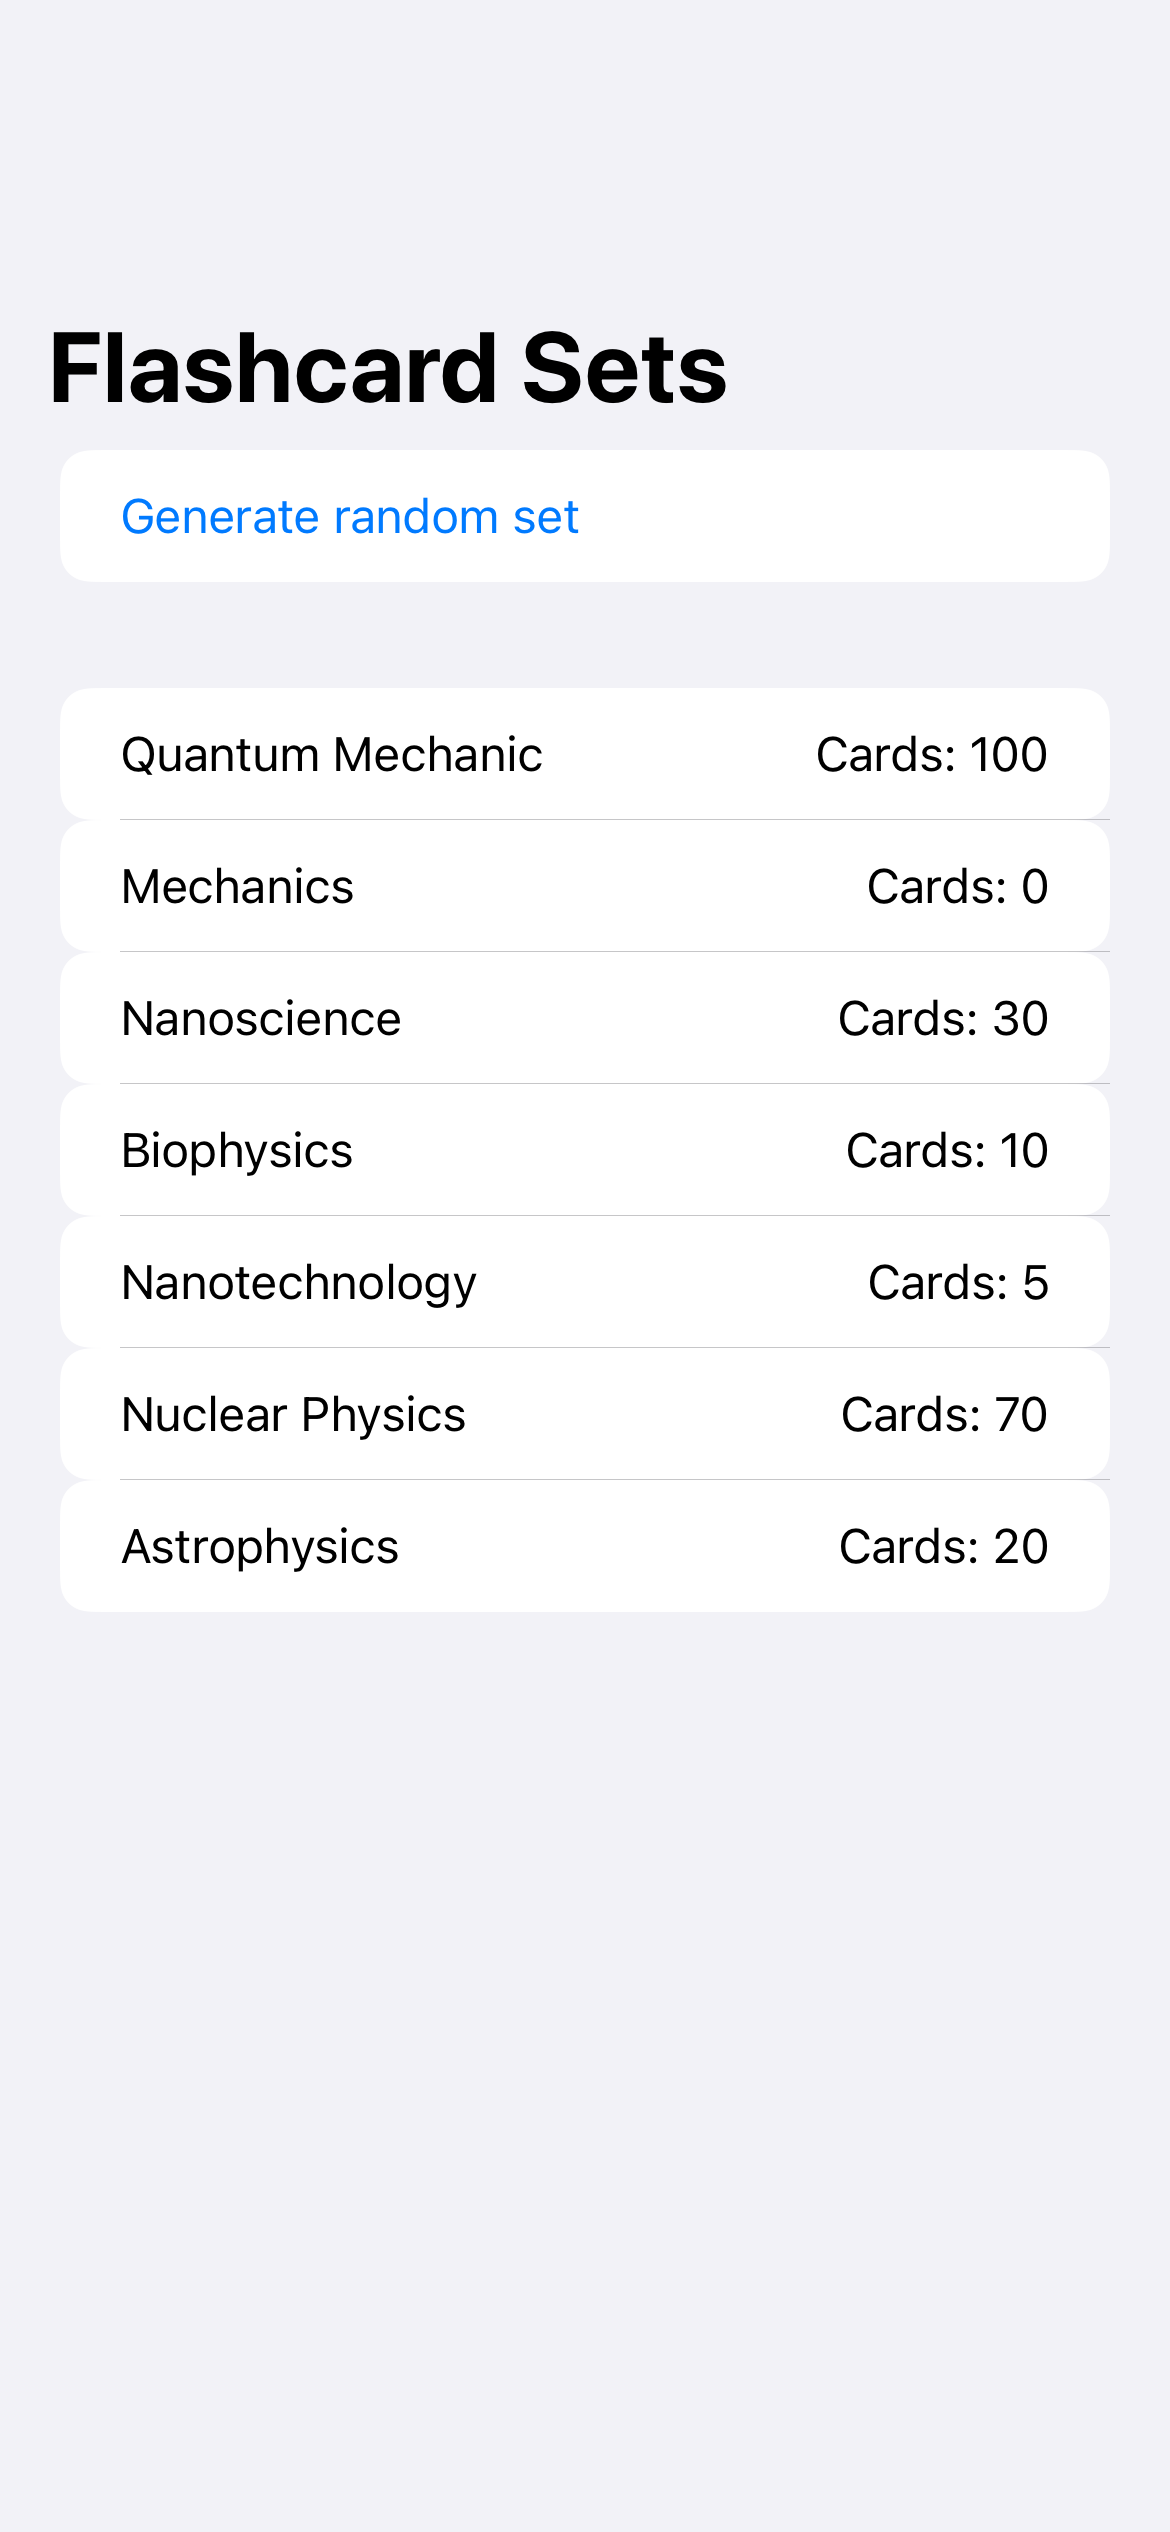 Flashcard Sets
Generate random set
Quantum Mechanic Cards: 100
Mechanics Cards: 0
Nanoscience Cards: 30
Biophysics Cards: 10
Nanotechnology Cards: 5
Nuclear Physics Cards: 70
Astrophysics Cards: 20